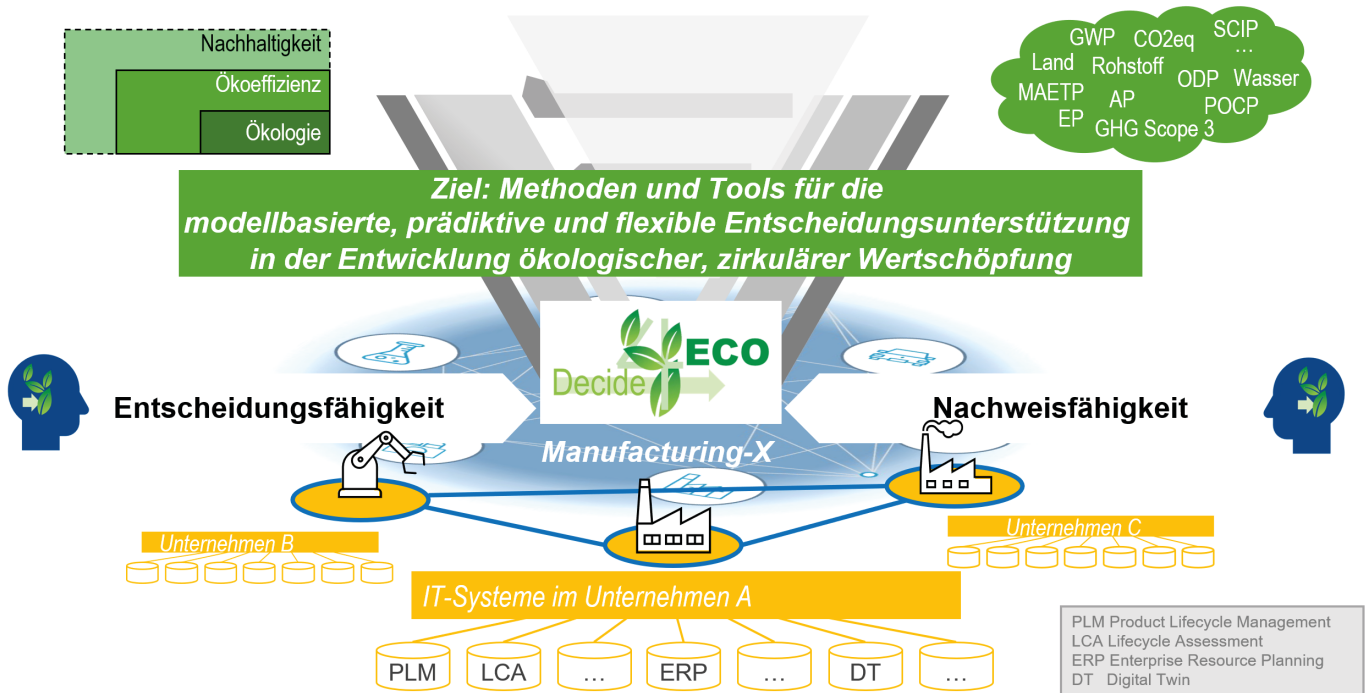 Nachhaltigkeit
Ökoeffizienz
Ökologie
GWP CO2eq SCIP
...
Land Rohstoff ODP Wasser
MAETP AP POCP
EP GHG Scope 3
Ziel: Methoden und Tools für die
modellbasierte, prädiktive und flexible Entscheidungsunterstützung
in der Entwicklung ökologischer, zirkulärer Wertschöpfung
Decide 4 ECO
Entscheidungsfähigkeit
Nachweisfähigkeit
Manufacturing-X
Unternehmen B
Unternehmen C
IT-Systeme im Unternehmen A
PLM LCA ... ERP ... DT ...
PLM Product Lifecycle Management
LCA Lifecycle Assessment
ERP Enterprise Resource Planning
DT Digital Twin